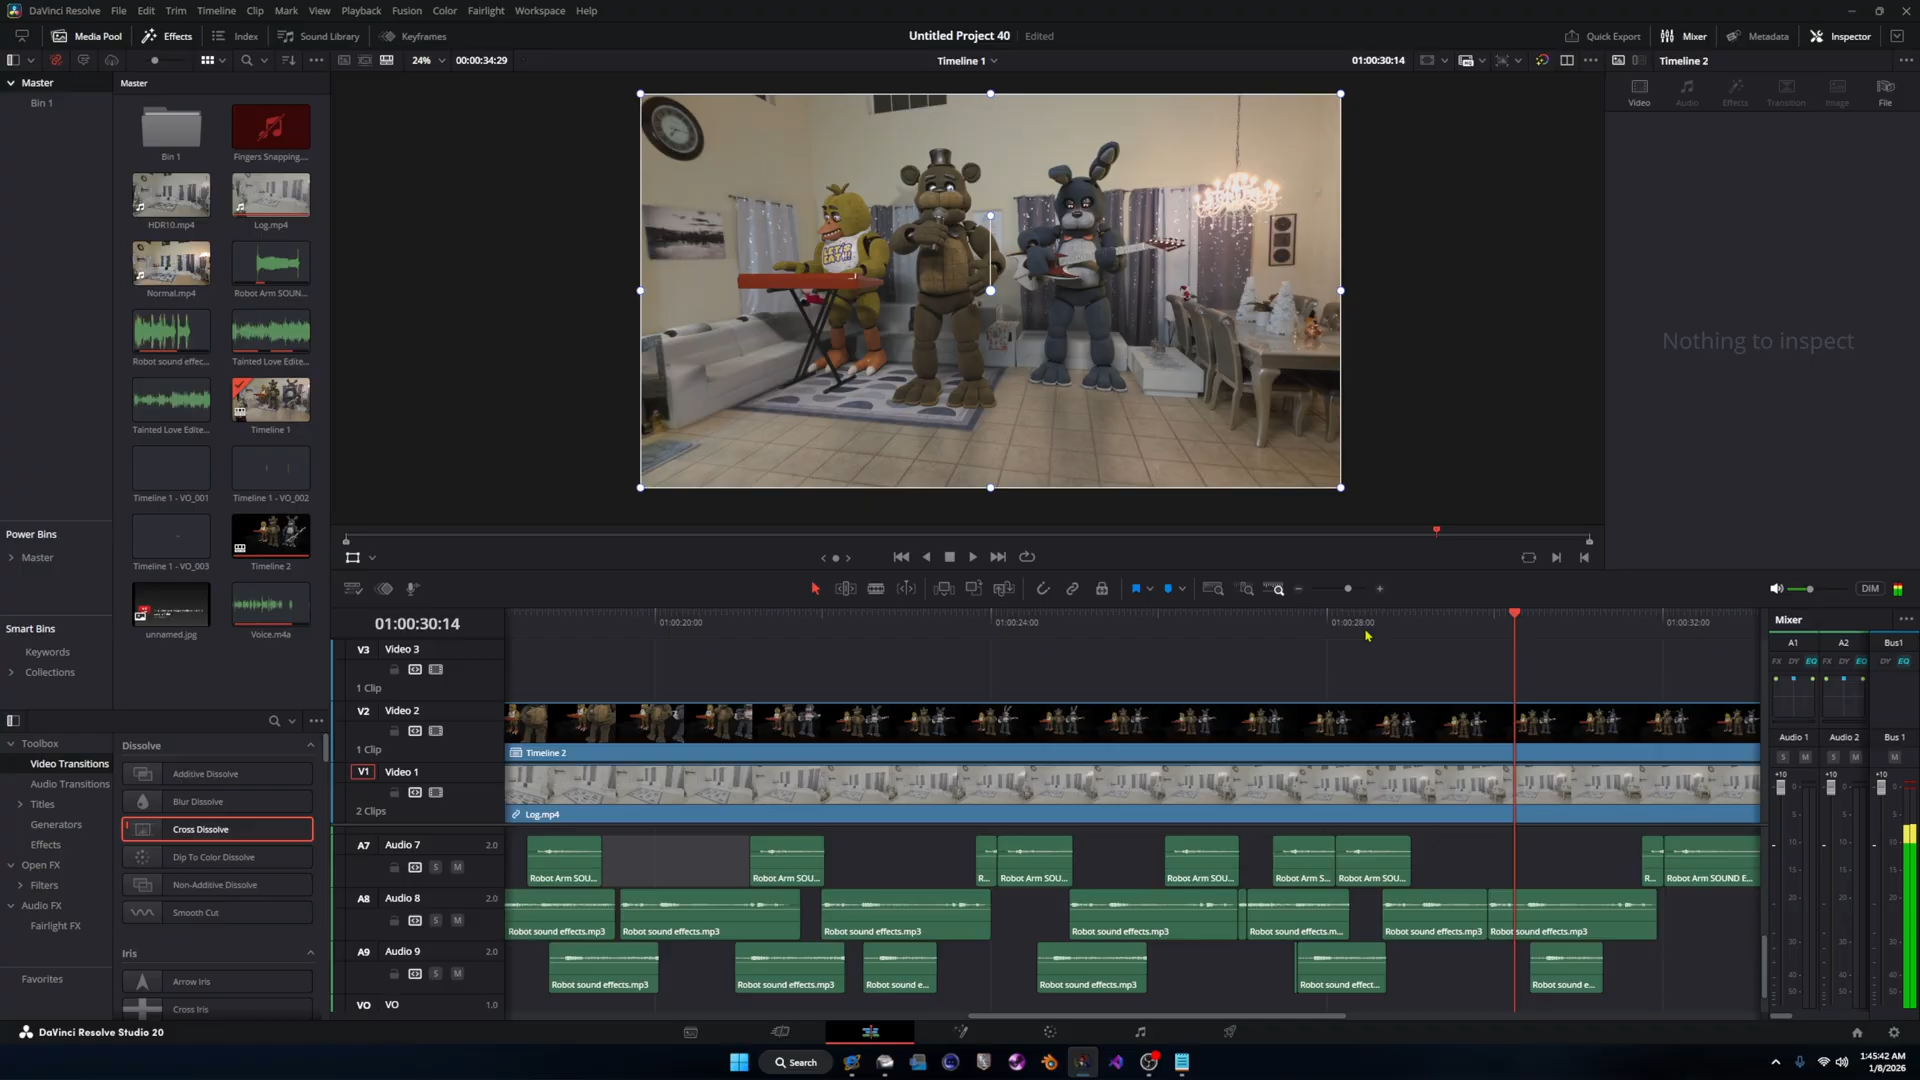 DaVinci Resolve File Edit Trim Timeline Clip Mark View Playback Fusion Color Fairlight Workspace Help
Media Pool Effects Index Sound Library Keyframes Untitled Project 40 Edited Quick Export Mixer Metadata Inspector
24% 00:00:34:29 Timeline 1 01:00:30:14 Timeline 2
Master
Bin 1
Master
Bin 1 Fingers Snapping....
HDR10.mp4 Log.mp4
Normal.mp4 Robot Arm SOUN...
Robot sound effec... Tainted Love Edite...
Tainted Love Edite... Timeline 1
Timeline 1 - VO_001 Timeline 1 - VO_002
Timeline 1 - VO_003 Timeline 2
unnamed.jpg Voice.m4a
Power Bins
Master
Smart Bins
Keywords
Collections
LET'S
EAT!!!
Video Audio Effects Transition Image File
Nothing to inspect
DIM
01:00:30:14
01:00:20:00 01:00:24:00 01:00:28:00 01:00:32:00
V3 Video 3
1 Clip
V2 Video 2
1 Clip
Timeline 2
V1 Video 1
2 Clips
Log.mp4
A7 Audio 7 2.0
S M
Robot Arm SOU... Robot Arm SOU... R... Robot Arm SOU... Robot Arm SOU... Robot Arm S... Robot Arm SOU... R... Robot Arm SOUND E...
A8 Audio 8 2.0
S M
Robot sound effects.mp3 Robot sound effects.mp3 Robot sound effects.mp3 Robot sound effects.mp3 Robot sound effects.m... Robot sound effects.mp3 Robot sound effects.mp3
A9 Audio 9 2.0
S M
Robot sound effects.mp3 Robot sound effects.mp3 Robot sound e... Robot sound effects.mp3 Robot sound effect... Robot sound e...
VO VO 1.0
Toolbox
Video Transitions
Audio Transitions
Titles
Generators
Effects
Open FX
Filters
Audio FX
Fairlight FX
Favorites
Dissolve
Additive Dissolve
Blur Dissolve
Cross Dissolve
Dip To Color Dissolve
Non-Additive Dissolve
Smooth Cut
Iris
Arrow Iris
Cross Iris
Mixer
A1 A2 Bus1
FX DY EQ FX DY EQ DY EQ
Audio 1 Audio 2 Bus 1
S M S M M
+10 +10 +10
DaVinci Resolve Studio 20
Search
1:45:42 AM
1/8/2026